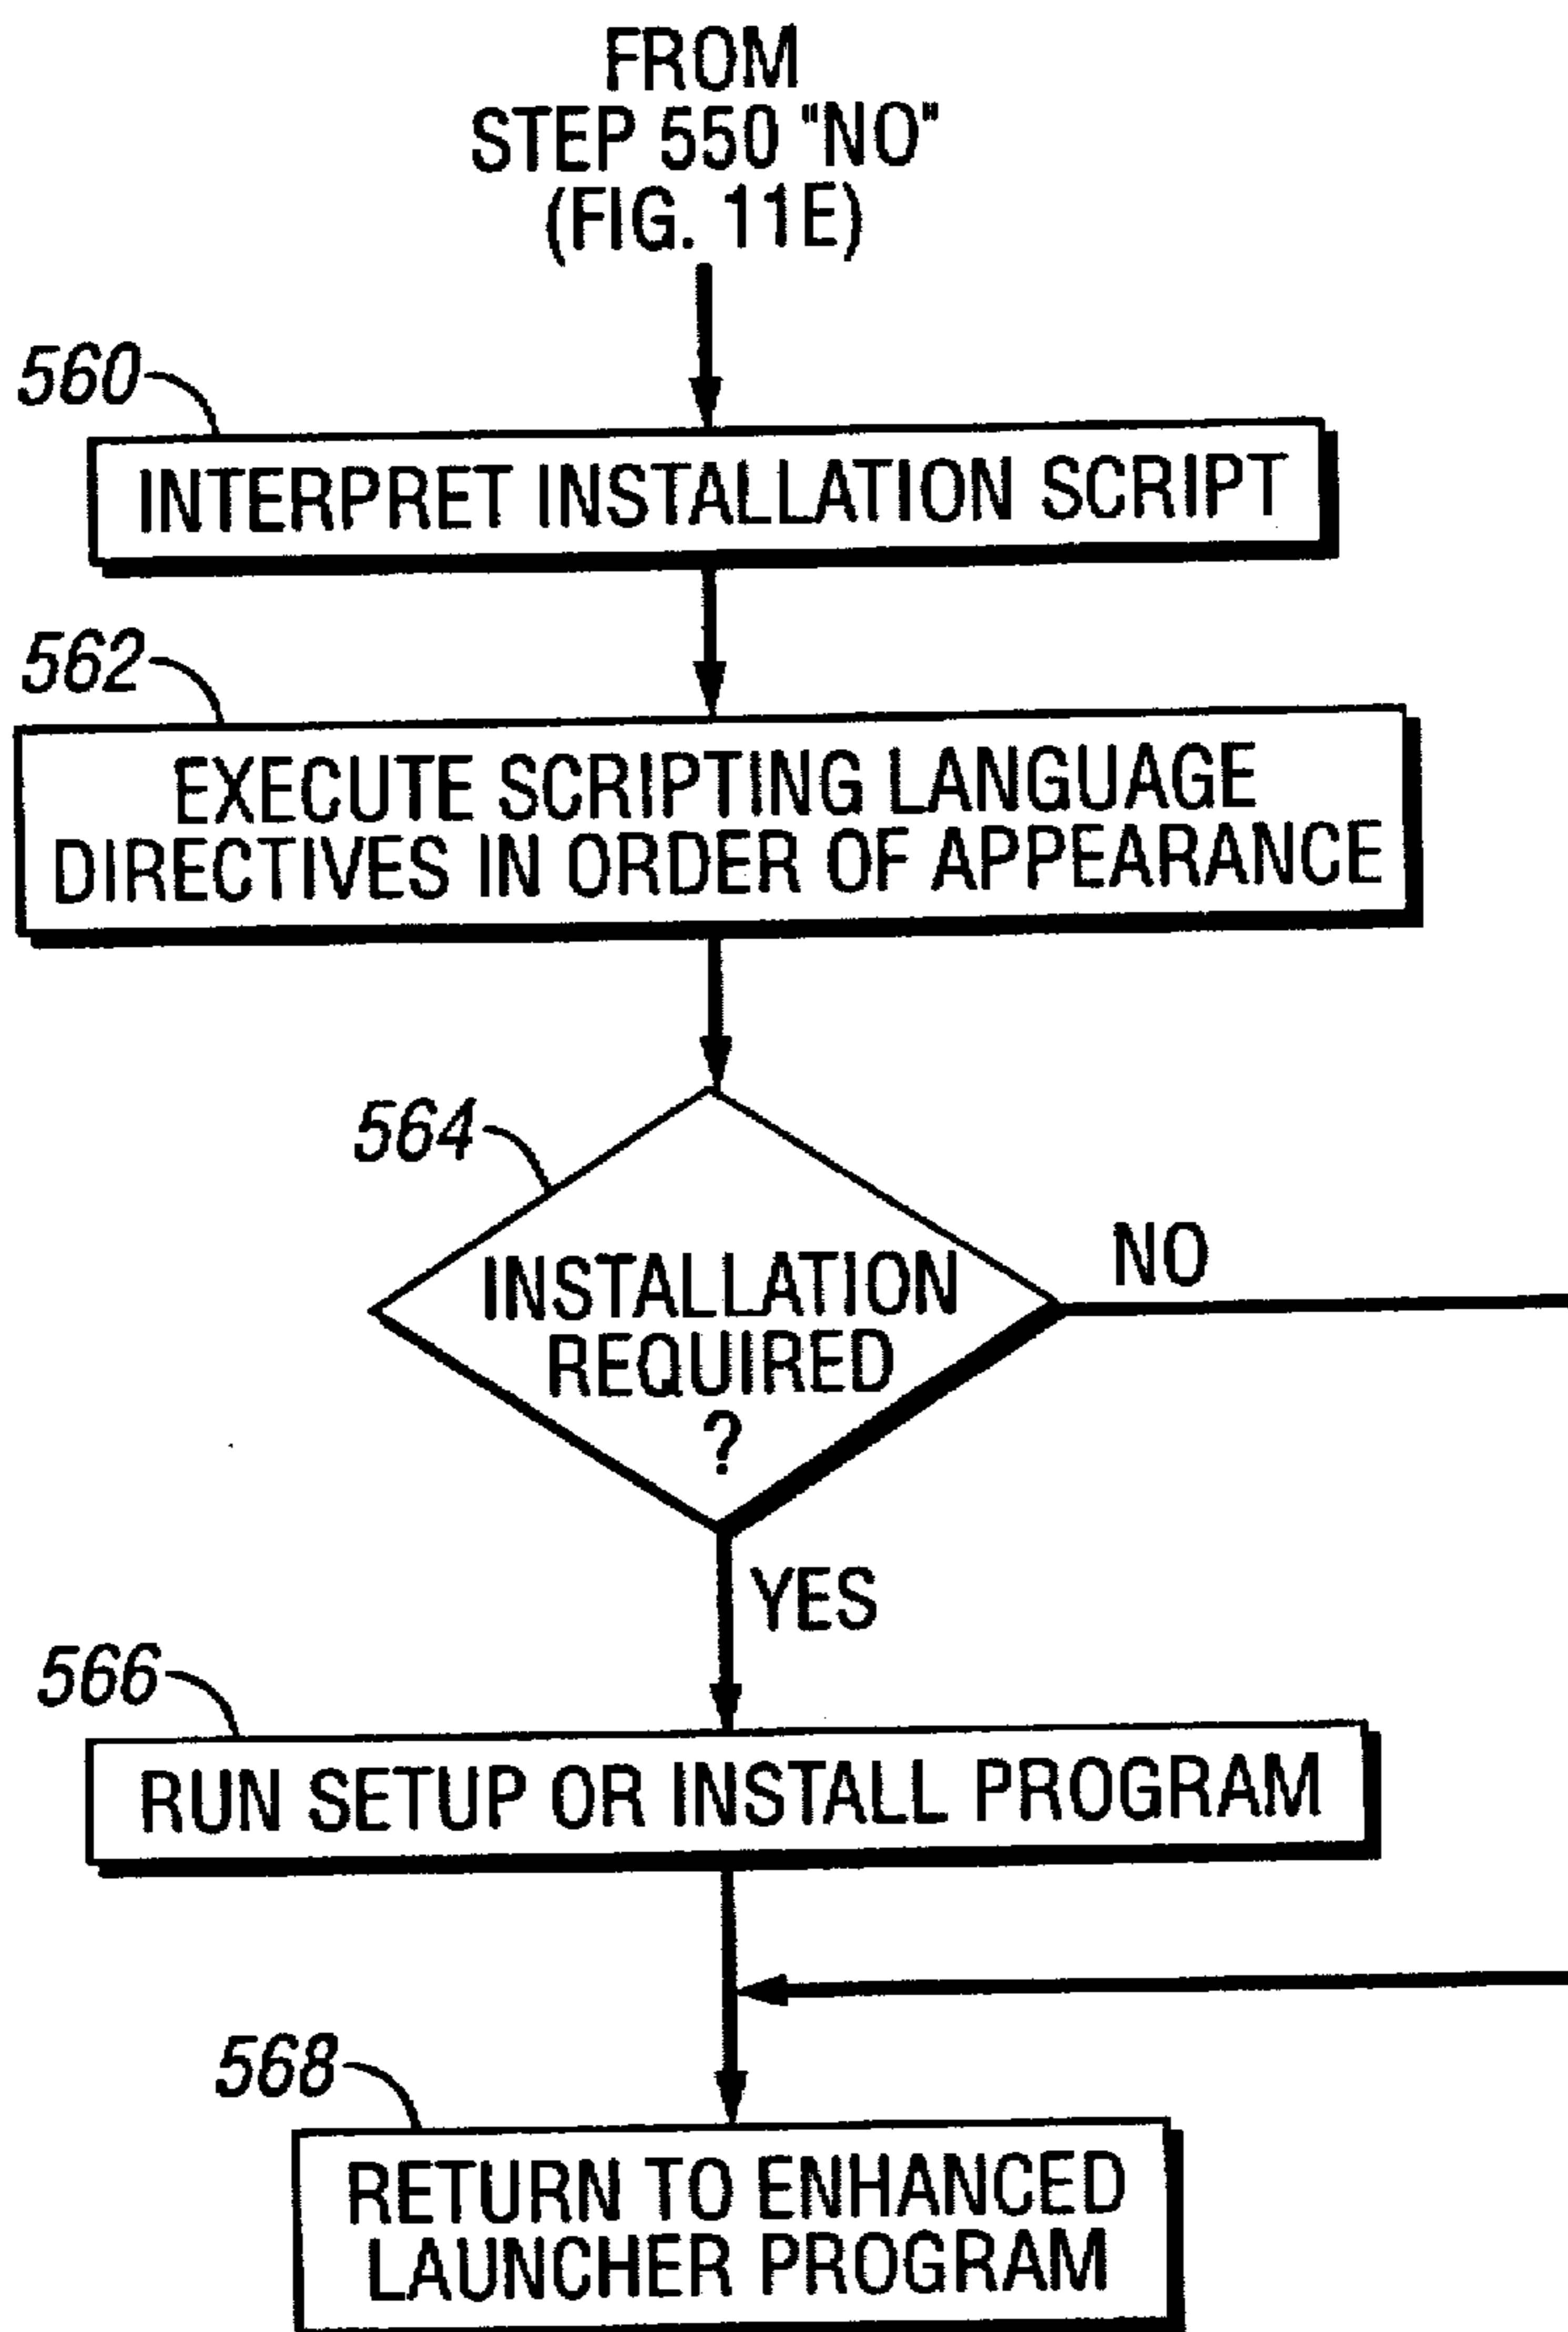 FROM
STEP 550 "NO"
(FIG. 11E)
560
INTERPRET INSTALLATION SCRIPT
562
EXECUTE SCRIPTING LANGUAGE
DIRECTIVES IN ORDER OF APPEARANCE
564
INSTALLATION
REQUIRED
?
NO
YES
566
RUN SETUP OR INSTALL PROGRAM
568
RETURN TO ENHANCED
LAUNCHER PROGRAM